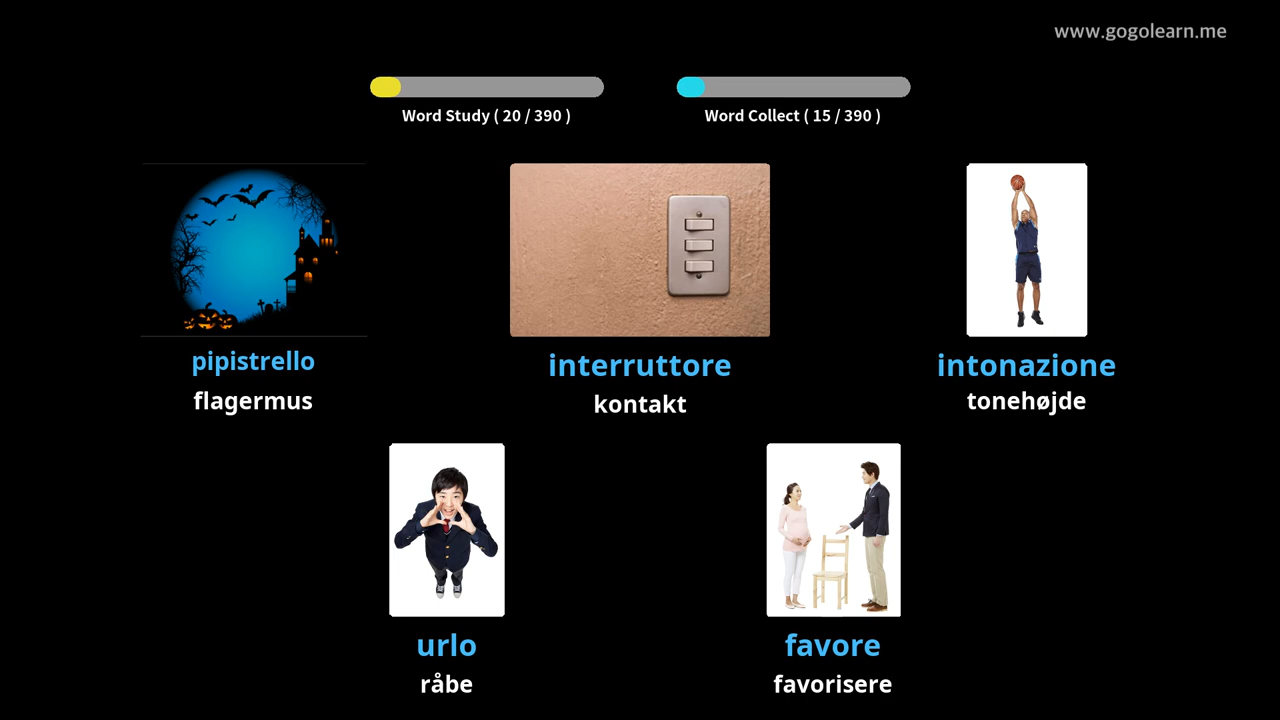 www.gogolearn.me
Word Study ( 20 / 390 )
Word Collect ( 15 / 390 )
pipistrello
flagermus
interruttore
kontakt
intonazione
tonehøjde
urlo
råbe
favore
favorisere